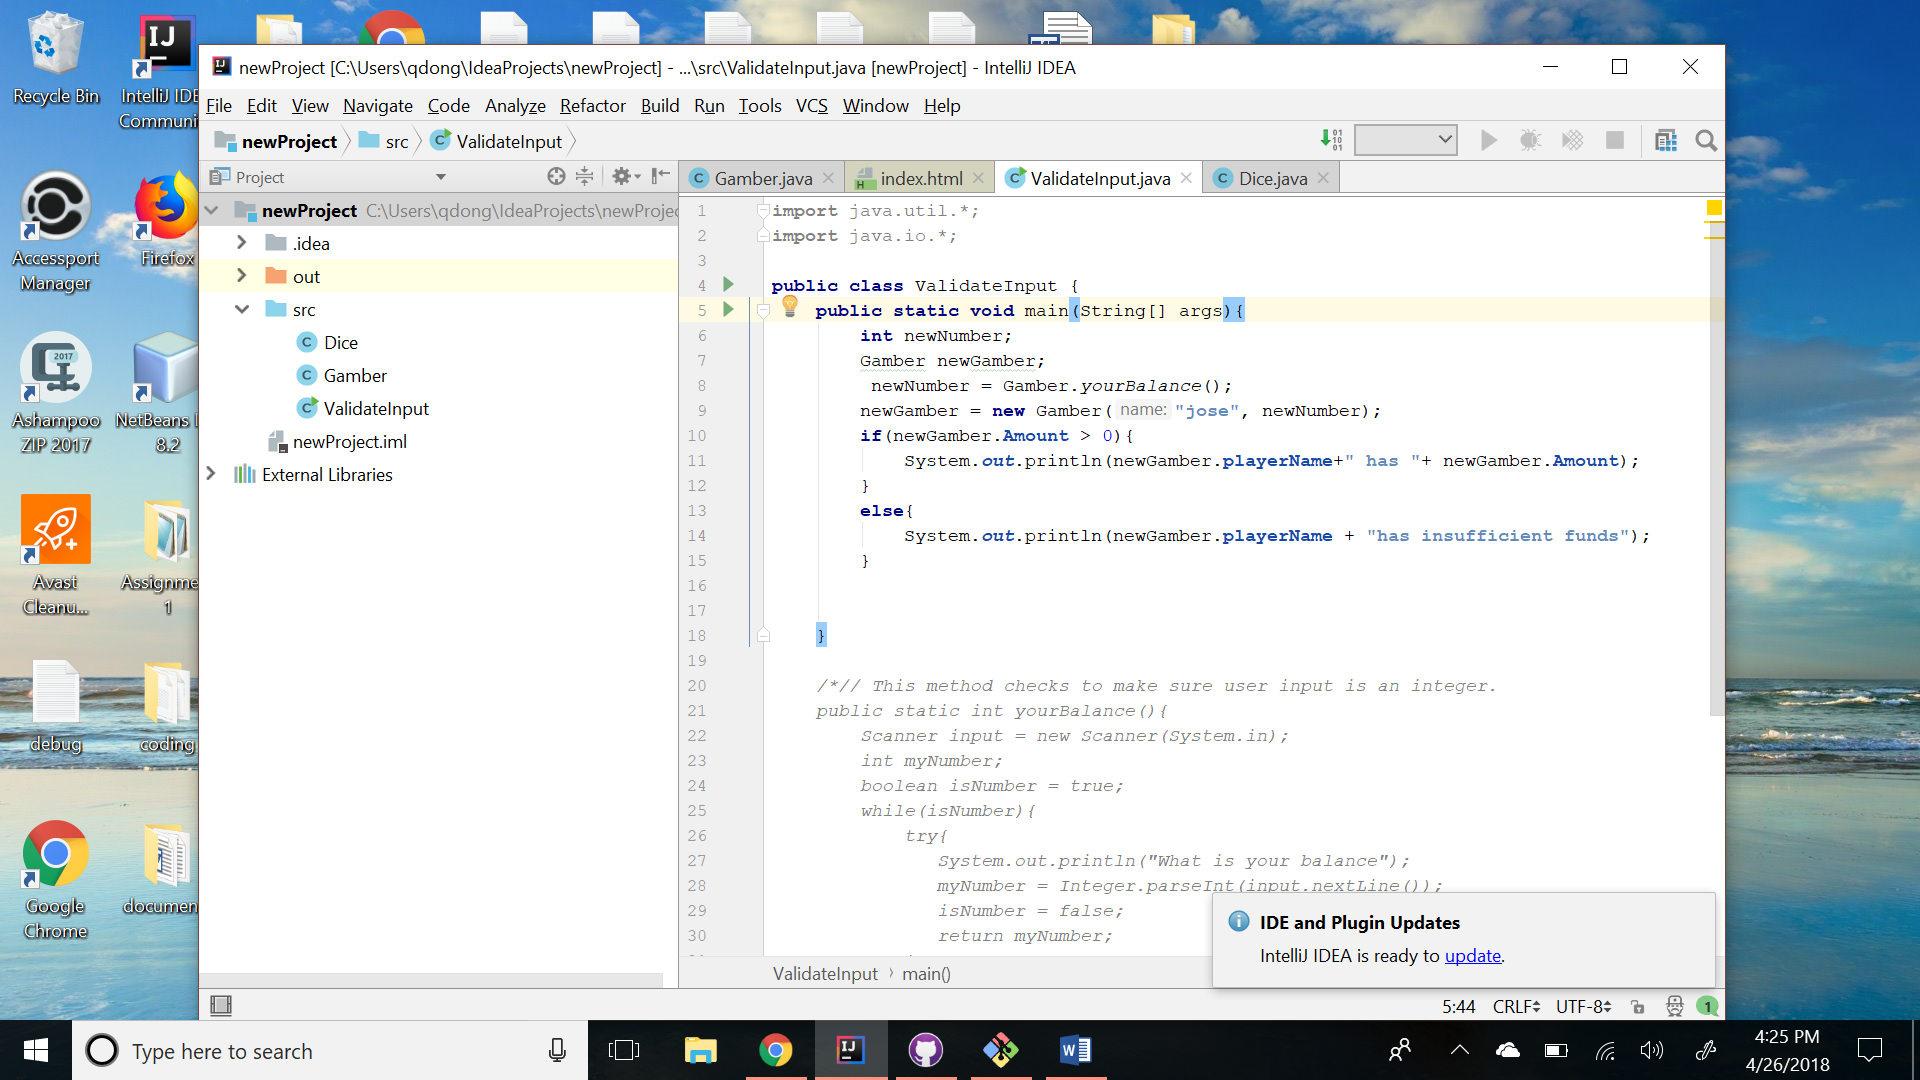 newProject [C:\Users\qdong\IdeaProjects\newProject] - ...\src\ValidateInput.java [newProject] - IntelliJ IDEA
File Edit View Navigate Code Analyze Refactor Build Run Tools VCS Window Help
newProject src ValidateInput
Project
Gamber.java index.html ValidateInput.java Dice.java
newProject C:\Users\qdong\IdeaProjects\newProjec
.idea
out
src
Dice
Gamber
ValidateInput
newProject.iml
External Libraries
1 import java.util.*;
2 import java.io.*;
3
4 public class ValidateInput {
5 public static void main(String[] args){
6 int newNumber;
7 Gamber newGamber;
8 newNumber = Gamber.yourBalance();
9 newGamber = new Gamber( name: "jose", newNumber);
10 if(newGamber.Amount > 0){
11 System.out.println(newGamber.playerName+" has "+ newGamber.Amount);
12 }
13 else{
14 System.out.println(newGamber.playerName + "has insufficient funds");
15 }
16
17
18 }
19
20 /*// This method checks to make sure user input is an integer.
21 public static int yourBalance(){
22 Scanner input = new Scanner(System.in);
23 int myNumber;
24 boolean isNumber = true;
25 while(isNumber){
26 try{
27 System.out.println("What is your balance");
28 myNumber = Integer.parseInt(input.nextLine());
29 isNumber = false;
30 return myNumber;
ValidateInput › main()
IDE and Plugin Updates
IntelliJ IDEA is ready to update.
5:44 CRLF UTF-8 1
Recycle Bin
IntelliJ IDE
Communi
Accessport
Manager
Firefox
2017
Ashampoo
ZIP 2017
NetBeans I
8.2
Avast
Cleanu...
Assignme
1
debug
coding
Google
Chrome
documen
Type here to search
4:25 PM
4/26/2018